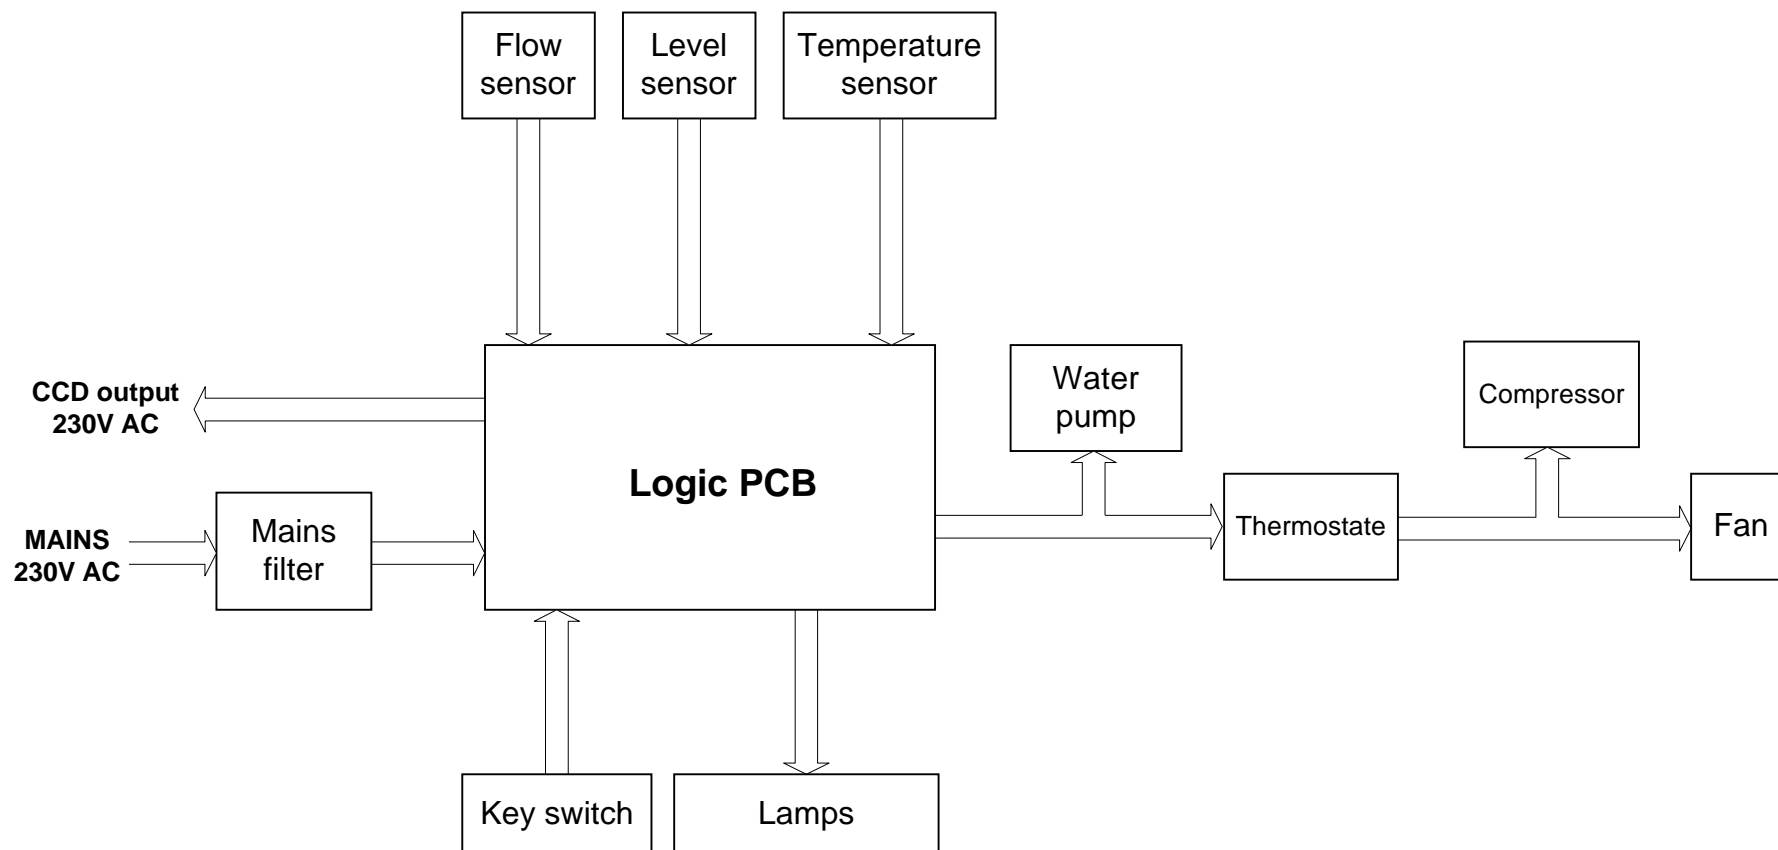 Flow
sensor
Level
sensor
Temperature
sensor
CCD output
230V AC
Water
pump
Compressor
Logic PCB
MAINS
230V AC
Mains
filter
Thermostate
Fan
Key switch
Lamps